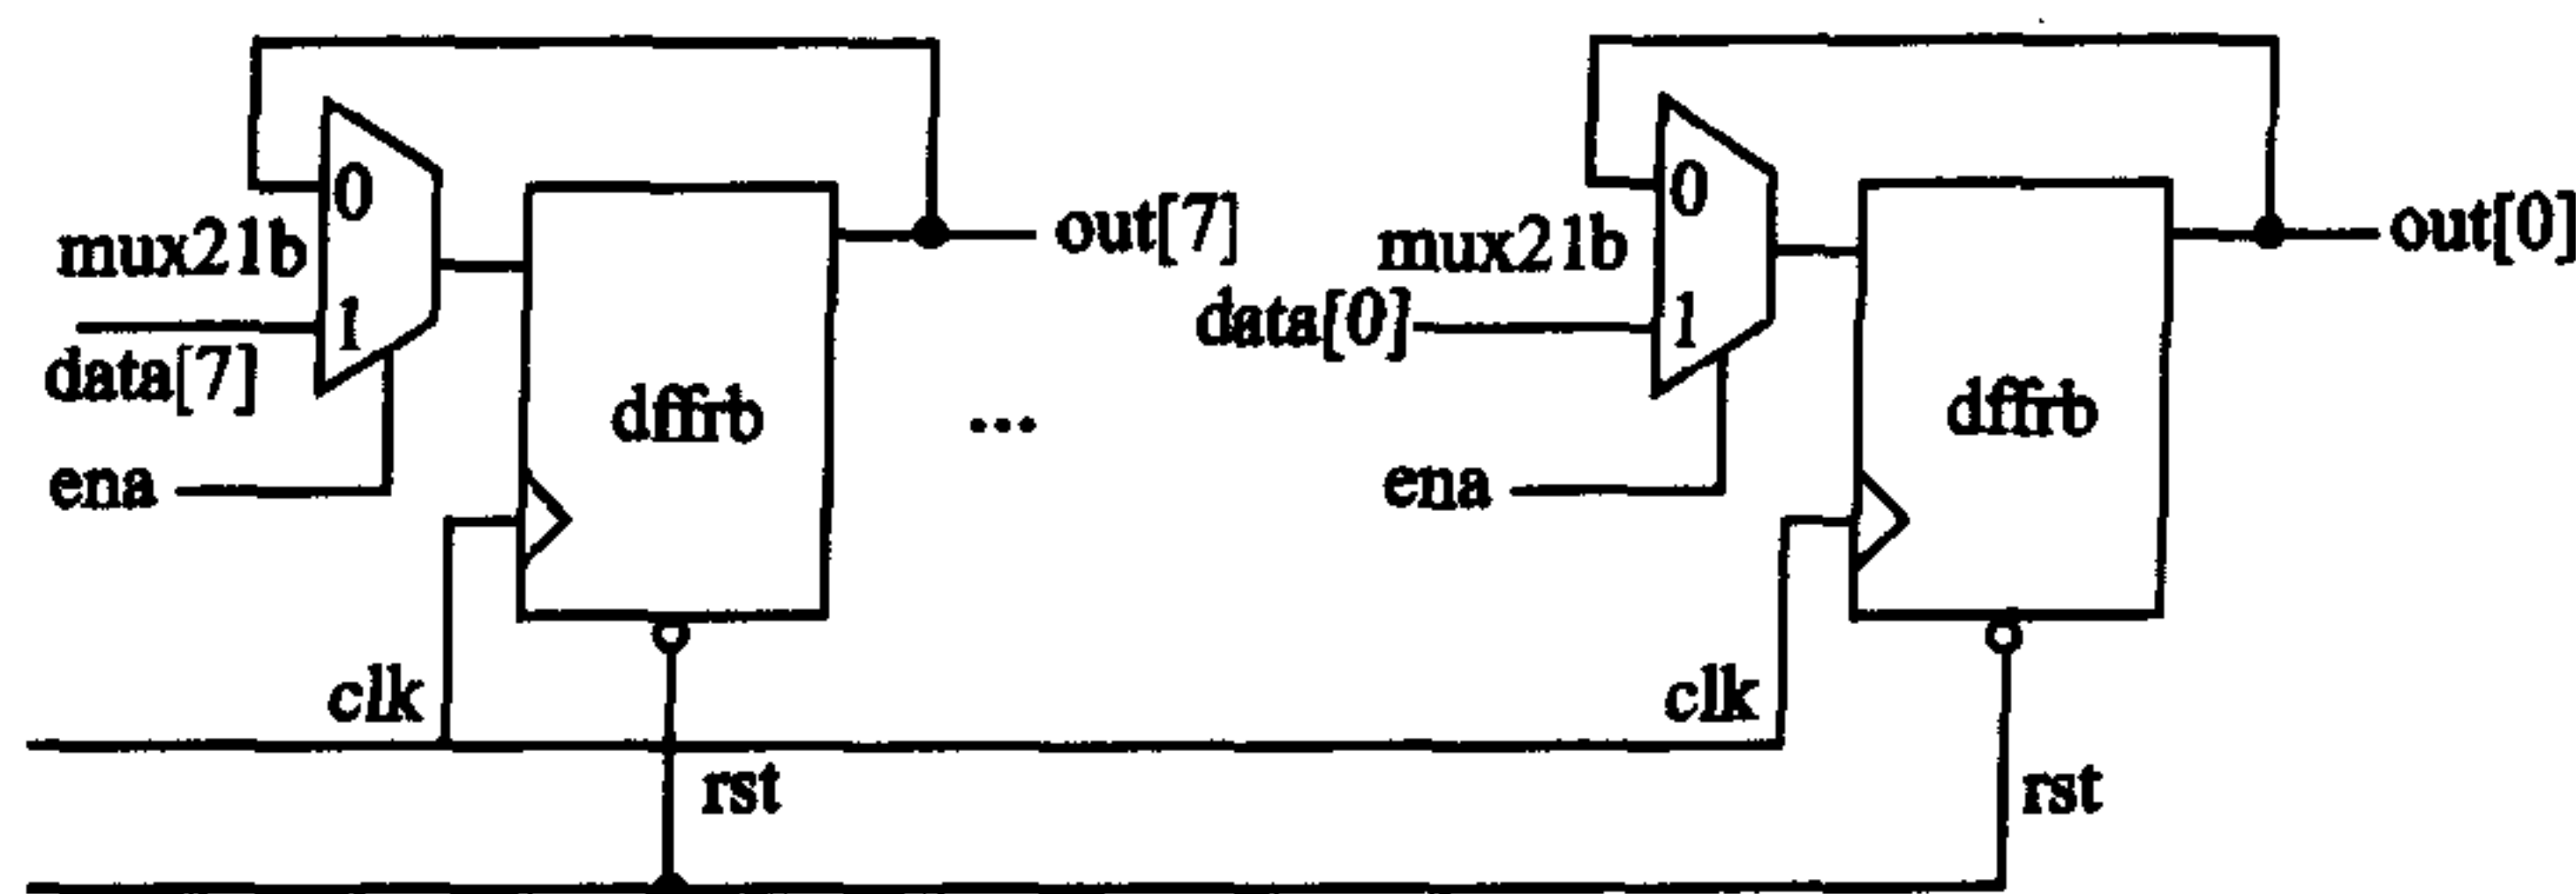 0
mux21b
1
data[7]
ena
dffrb
clk
rst
out[7]
...
0
mux21b
data[0]
1
ena
dffrb
clk
rst
out[0]